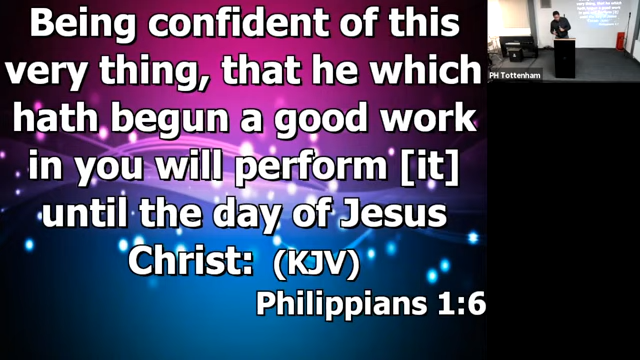 Being confident of this
very thing, that he which
hath begun a good work
in you will perform [it]
until the day of Jesus
Christ: (KJV)
Philippians 1:6
PH Tottenham